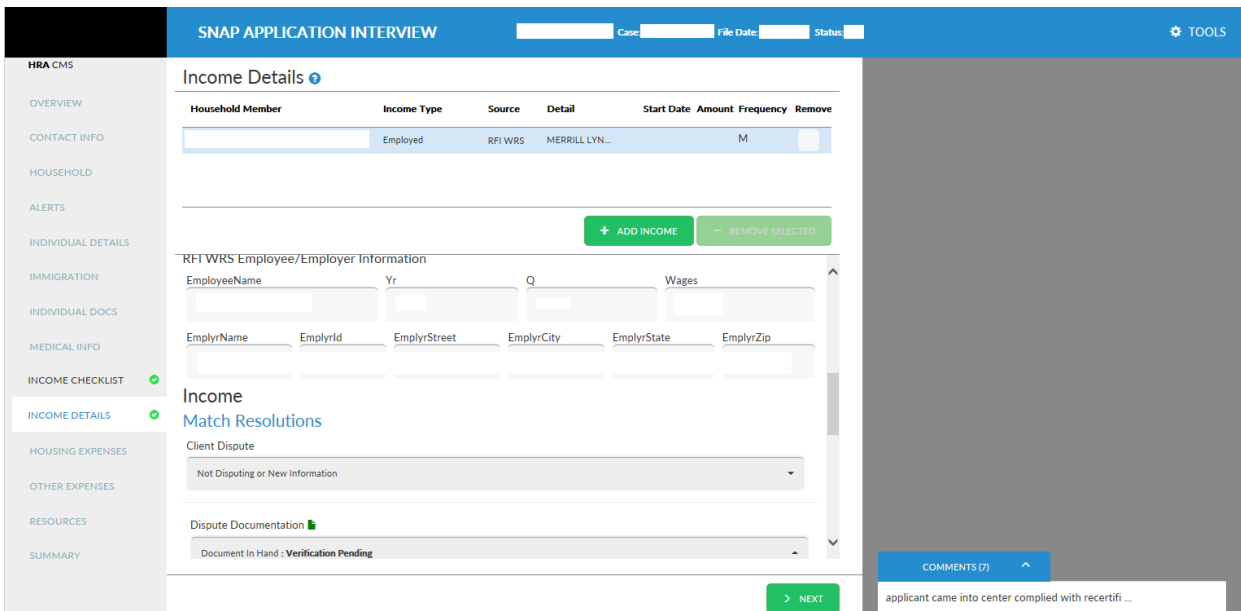 SNAP APPLICATION INTERVIEW
Case:
File Date:
Status:
TOOLS
HRA CMS
OVERVIEW
CONTACT INFO
HOUSEHOLD
ALERTS
INDIVIDUAL DETAILS
IMMIGRATION
INDIVIDUAL DOCS
MEDICAL INFO
INCOME CHECKLIST
INCOME DETAILS
HOUSING EXPENSES
OTHER EXPENSES
RESOURCES
SUMMARY
Income Details
Household Member Income Type Source Detail Start Date Amount Frequency Remove
Employed RFI WRS MERRILL LYN... M
+ ADD INCOME
- REMOVE SELECTED
RFI WRS Employee/Employer Information
EmployeeName Yr Q Wages
EmplyrName EmplyrId EmplyrStreet EmplyrCity EmplyrState EmplyrZip
Income
Match Resolutions
Client Dispute
Not Disputing or New Information
Dispute Documentation
Document In Hand : Verification Pending
> NEXT
COMMENTS (7)
applicant came into center complied with recertifi ...